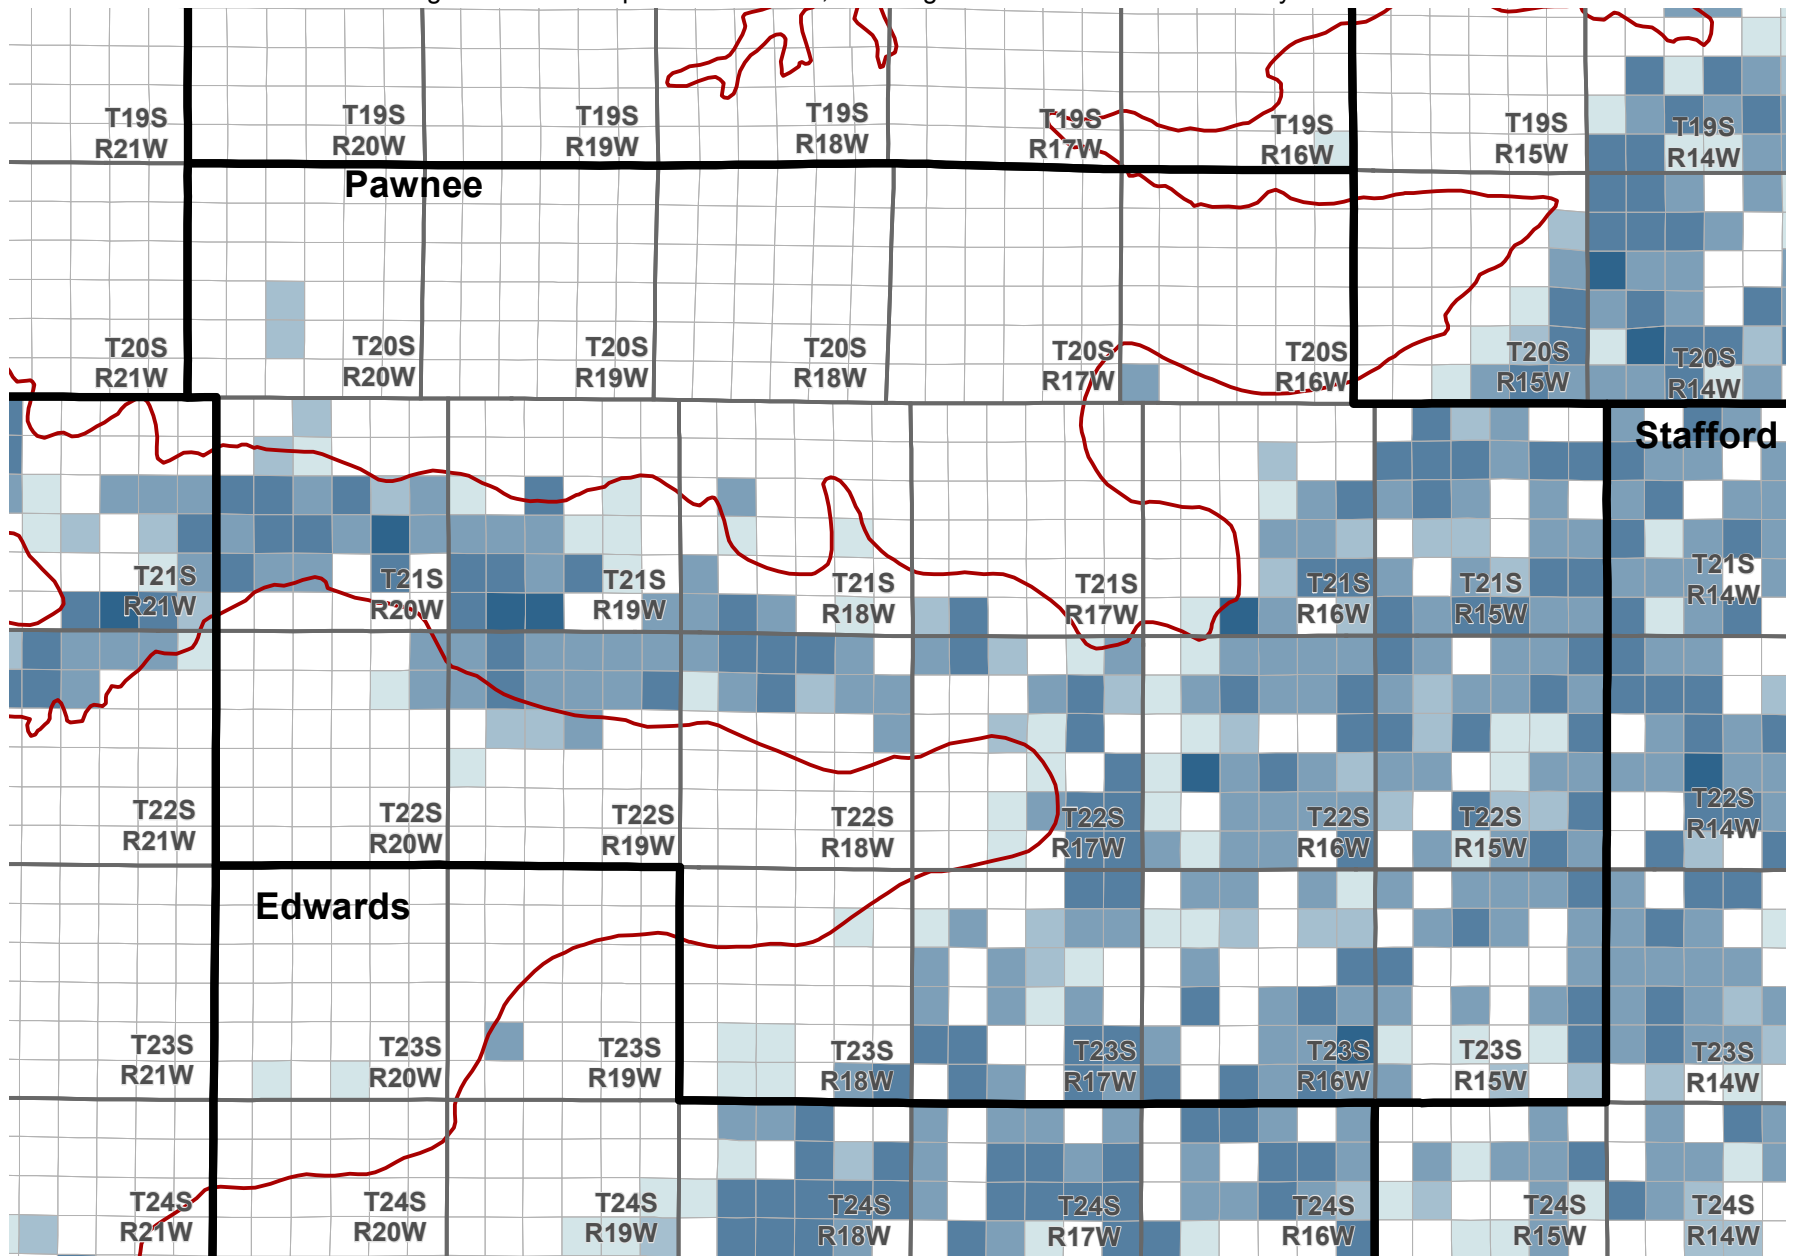 T19S
R21W
T19S
R20W
T19S
R19W
T19S
R18W
T19S
R17W
T19S
R16W
T19S
R15W
T19S
R14W
Pawnee
T20S
R21W
T20S
R20W
T20S
R19W
T20S
R18W
T20S
R17W
T20S
R16W
T20S
R15W
T20S
R14W
Stafford
T21S
R21W
T21S
R20W
T21S
R19W
T21S
R18W
T21S
R17W
T21S
R16W
T21S
R15W
T21S
R14W
T22S
R21W
T22S
R20W
T22S
R19W
T22S
R18W
T22S
R17W
T22S
R16W
T22S
R15W
T22S
R14W
Edwards
T23S
R21W
T23S
R20W
T23S
R19W
T23S
R18W
T23S
R17W
T23S
R16W
T23S
R15W
T23S
R14W
T24S
R21W
T24S
R20W
T24S
R19W
T24S
R18W
T24S
R17W
T24S
R16W
T24S
R15W
T24S
R14W